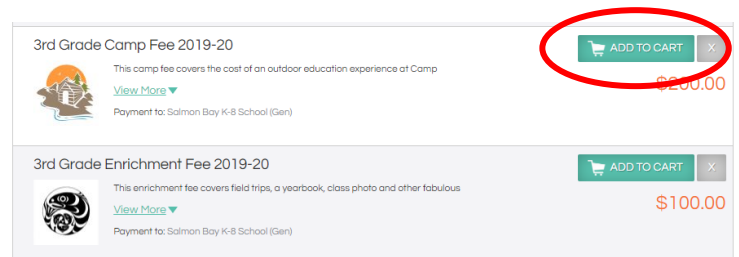 3rd Grade Camp Fee 2019-20
ADD TO CART X
This camp fee covers the cost of an outdoor education experience at Camp
$200.00
View More
Payment to: Salmon Bay K-8 School (Gen)
3rd Grade Enrichment Fee 2019-20
ADD TO CART X
This enrichment fee covers field trips, a yearbook, class photo and other fabulous
$100.00
View More
Payment to: Salmon Bay K-8 School (Gen)